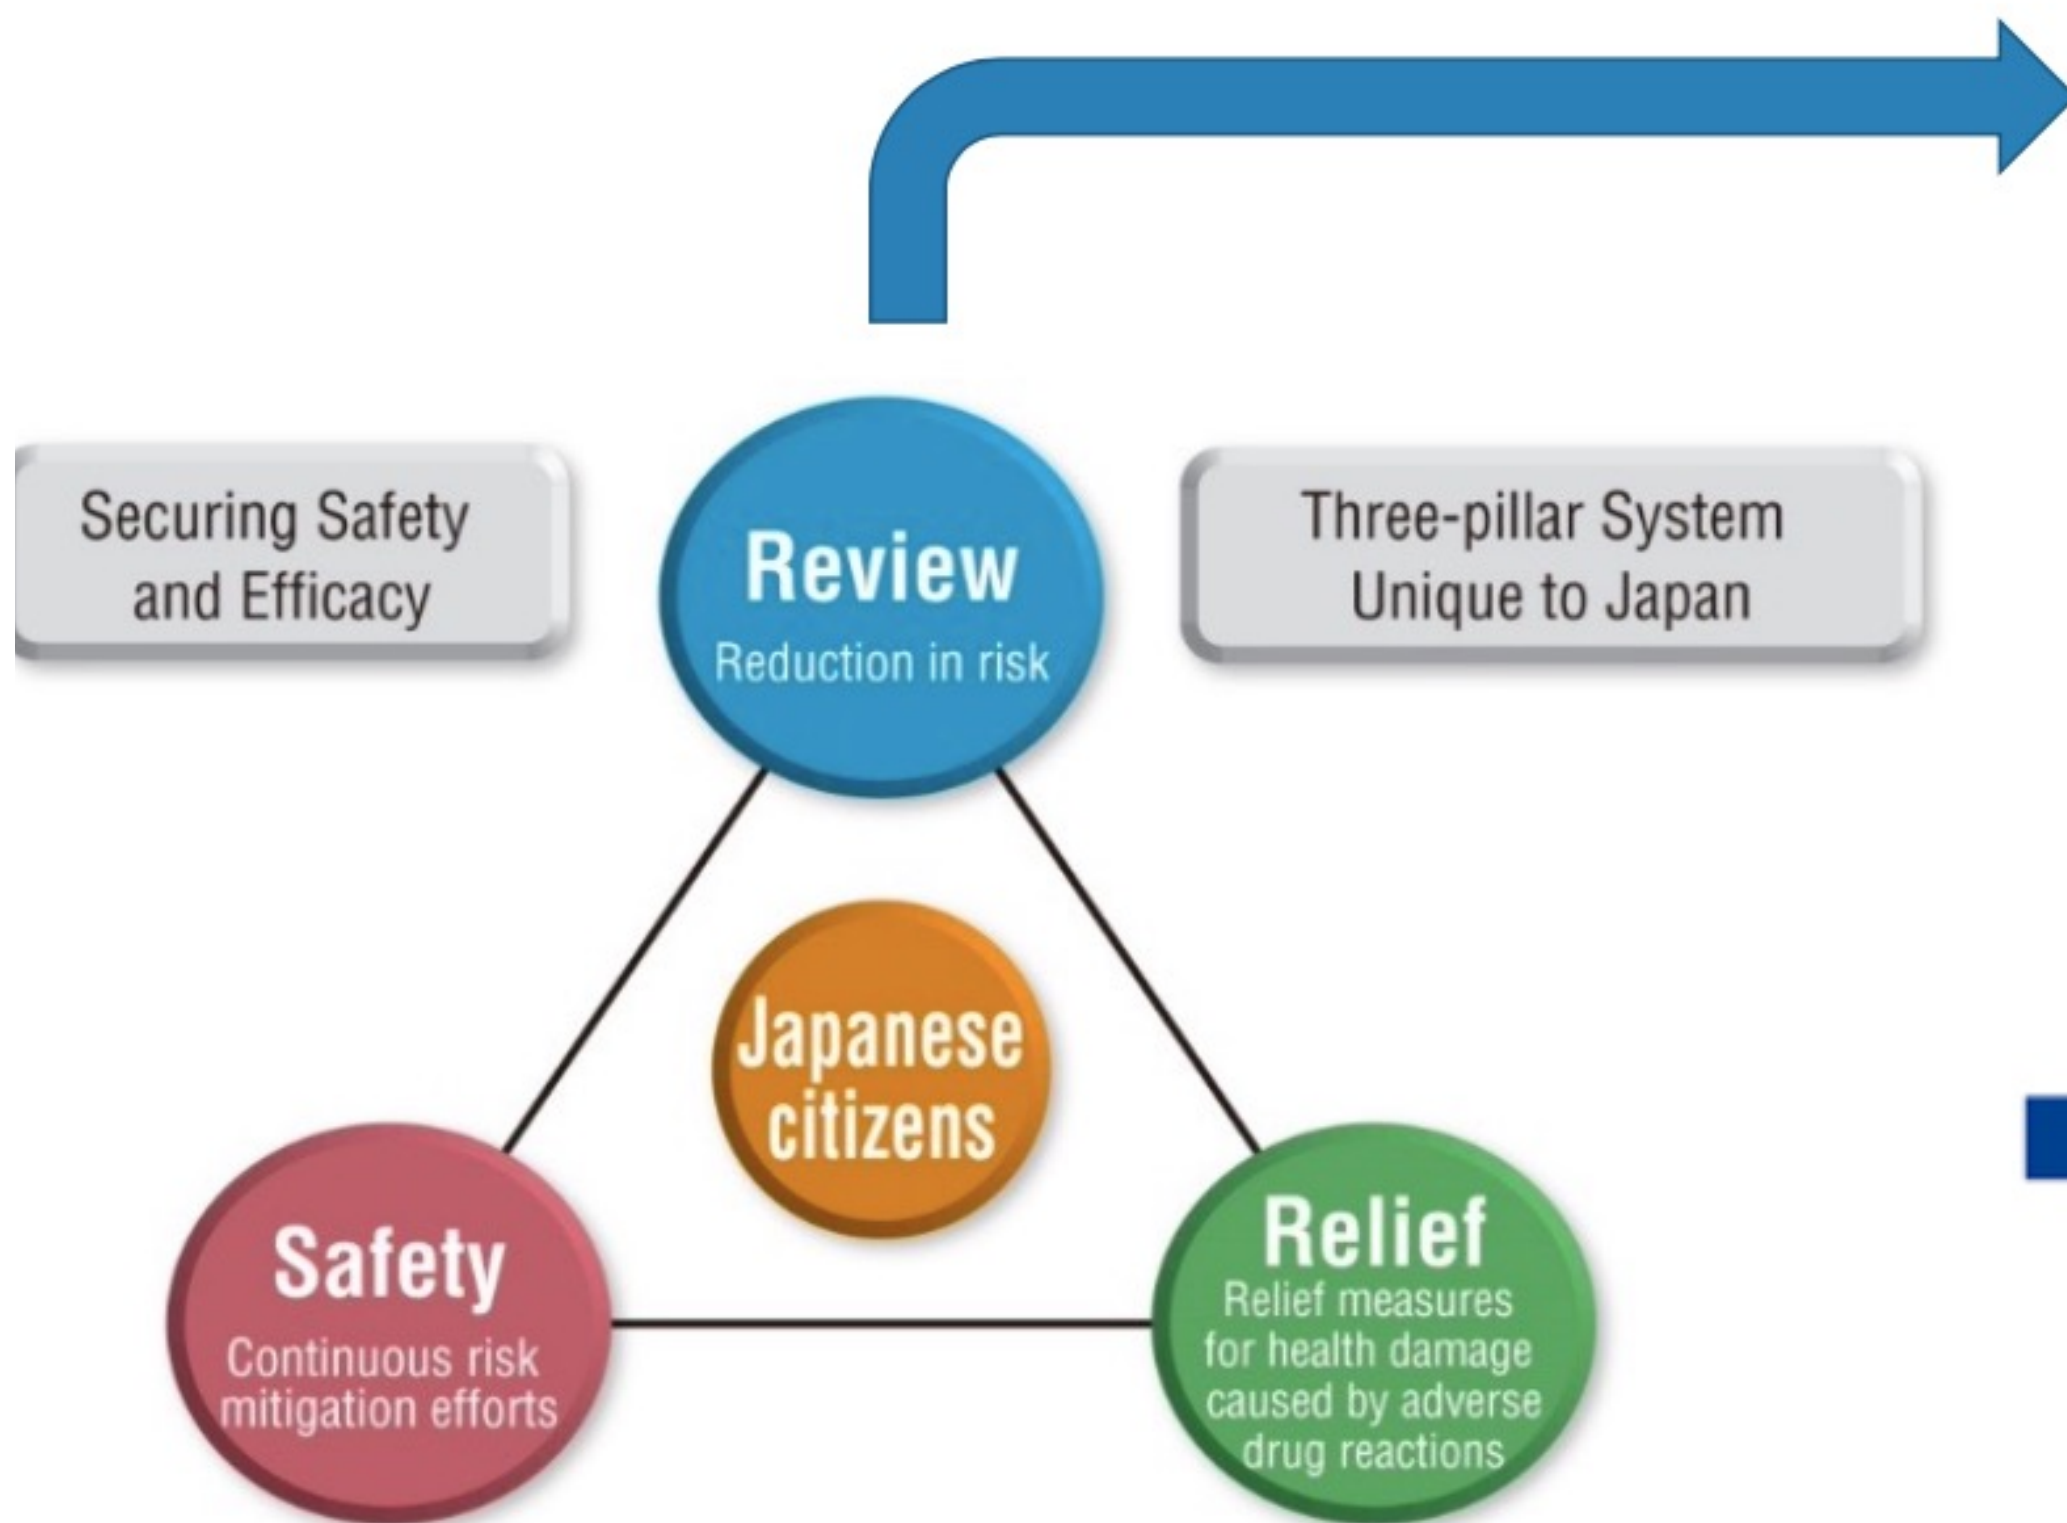 Securing Safety
and Efficacy
Review
Reduction in risk
Three-pillar System
Unique to Japan
Japanese
citizens
Safety
Continuous risk
mitigation efforts
Relief
Relief measures
for health damage
caused by adverse
drug reactions